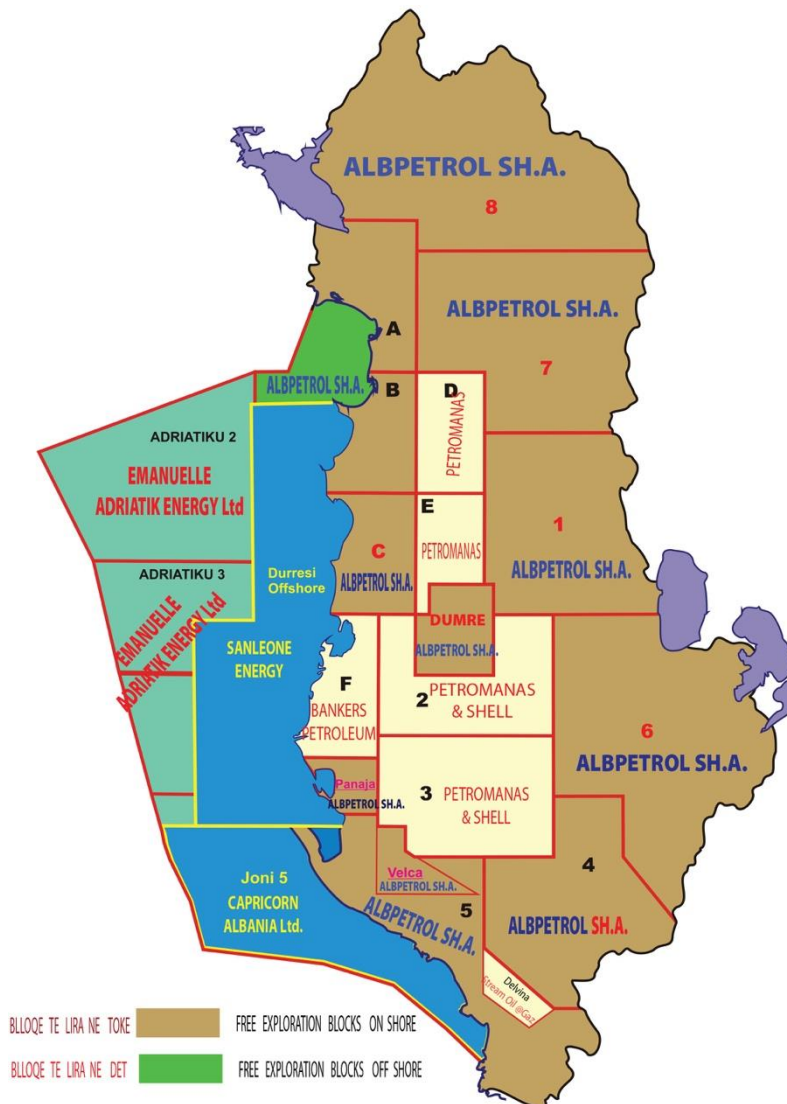 ALBPETROL SH.A.
8
A
ALBPETROL SH.A.
7
ALBPETROL SH.A.
B
D
PETROMANAS
ADRIATIKU 2
EMANUELLE
ADRIATIK ENERGY Ltd
E
PETROMANAS
C
ALBPETROL SH.A.
1
ALBPETROL SH.A.
ADRIATIKU 3
EMANUELLE
ADRIATIK ENERGY Ltd
Durresi
Offshore
SANLEONE
ENERGY
DUMRE
ALBPETROL SH.A.
F
BANKERS
PETROLEUM
2
PETROMANAS
& SHELL
6
ALBPETROL SH.A.
Panaja
ALBPETROL SH.A.
3
PETROMANAS
& SHELL
Velca
ALBPETROL SH.A.
5
ALBPETROL SH.A.
4
ALBPETROL SH.A.
Joni 5
CAPRICORN
ALBANIA Ltd.
Delvina
Stream Oil @Gaz
BLLOQE TE LIRA NE TOKE
FREE EXPLORATION BLOCKS ON SHORE
BLLOQE TE LIRA NE DET
FREE EXPLORATION BLOCKS OFF SHORE